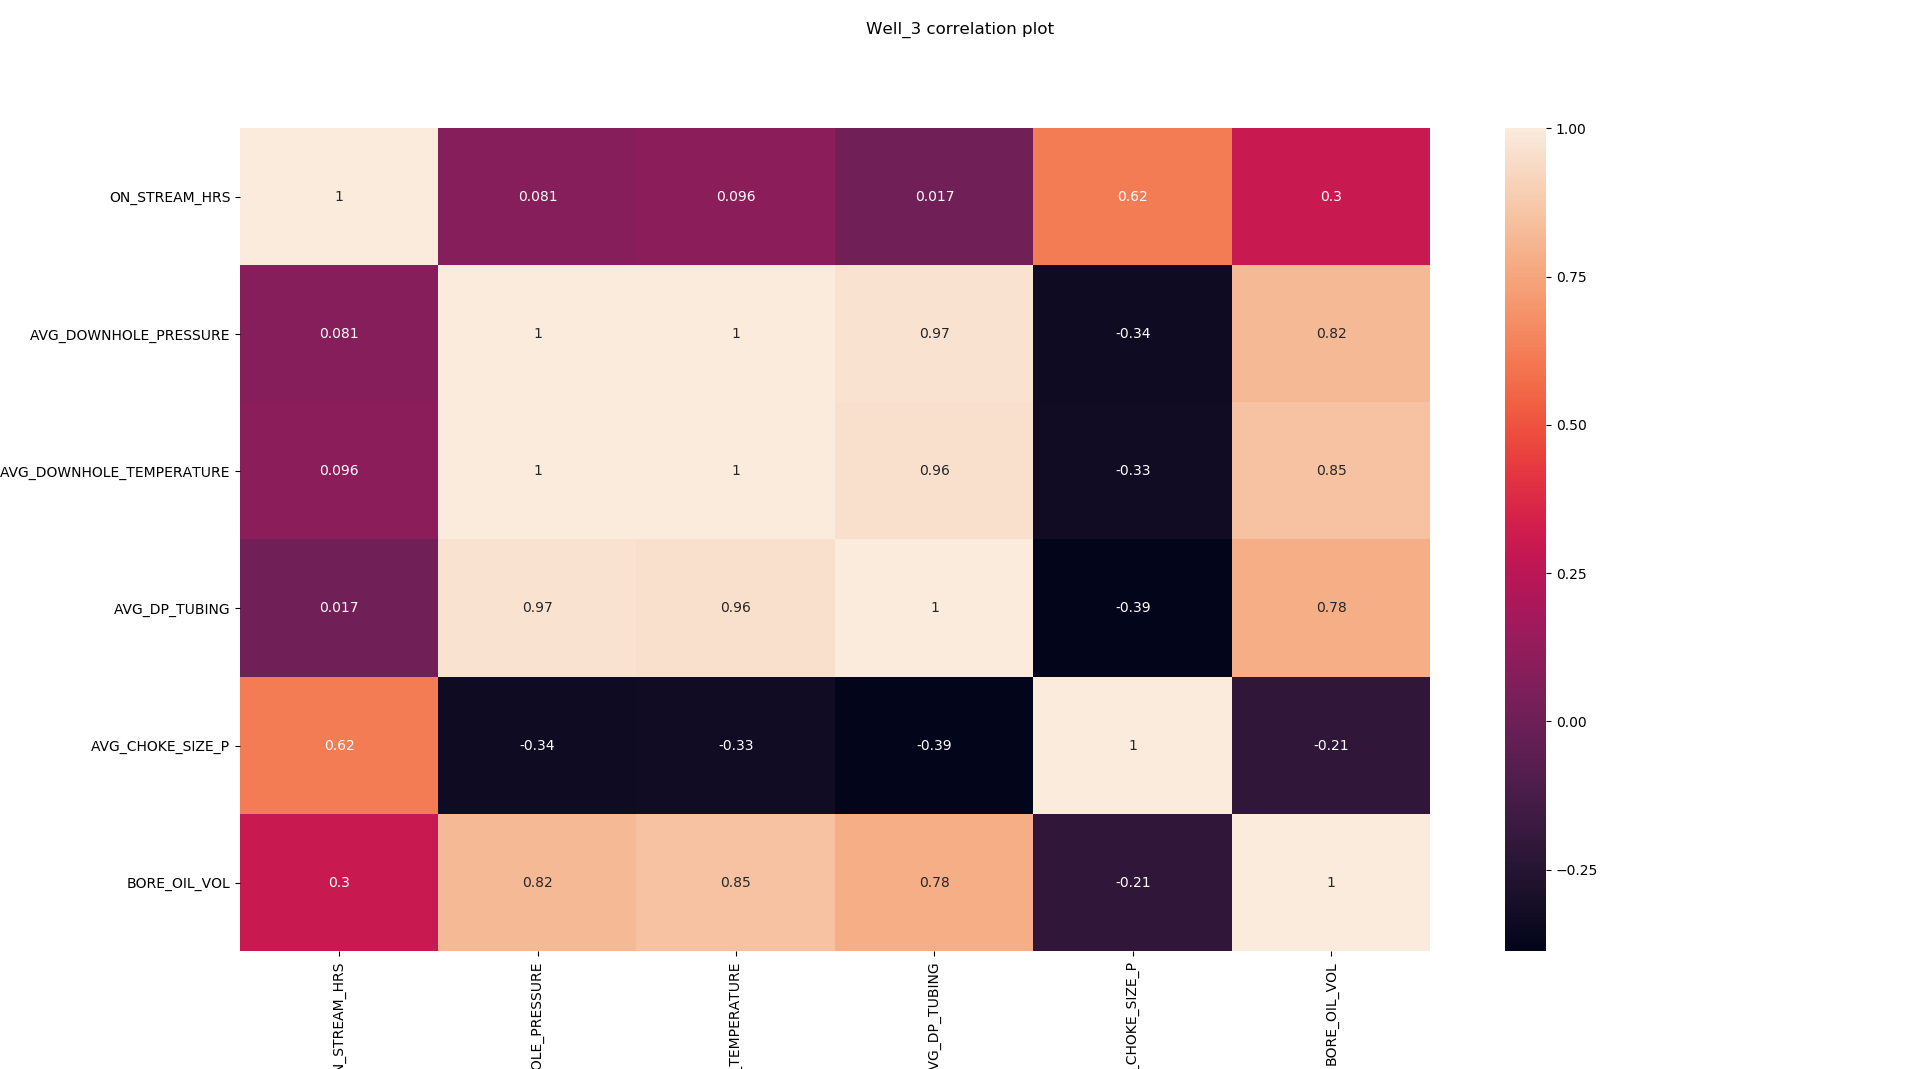 Well_3 correlation plot
ON_STREAM_HRS 1 0.081 0.096 0.017 0.62 0.3
AVG_DOWNHOLE_PRESSURE 0.081 1 1 0.97 -0.34 0.82
AVG_DOWNHOLE_TEMPERATURE 0.096 1 1 0.96 -0.33 0.85
AVG_DP_TUBING 0.017 0.97 0.96 1 -0.39 0.78
AVG_CHOKE_SIZE_P 0.62 -0.34 -0.33 -0.39 1 -0.21
BORE_OIL_VOL 0.3 0.82 0.85 0.78 -0.21 1
N_STREAM_HRS
OLE_PRESSURE
_TEMPERATURE
VG_DP_TUBING
_CHOKE_SIZE_P
BORE_OIL_VOL
1.00
0.75
0.50
0.25
0.00
−0.25